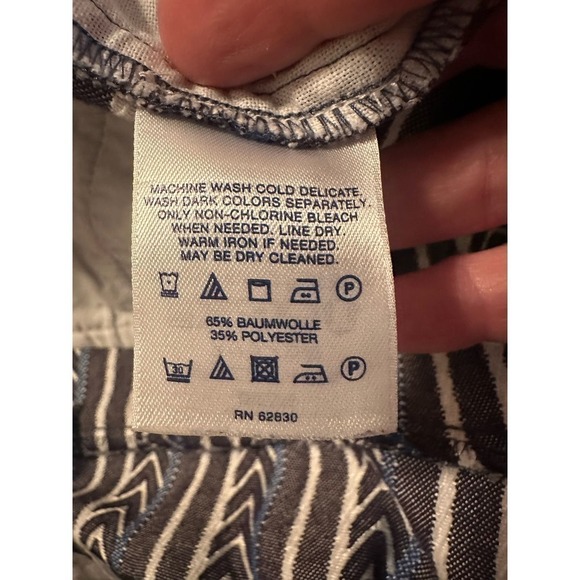 MACHINE WASH COLD DELICATE.
WASH DARK COLORS SEPARATELY.
ONLY NON-CHLORINE BLEACH
WHEN NEEDED. LINE DRY.
WARM IRON IF NEEDED.
MAY BE DRY CLEANED.
P
65% BAUMWOLLE
35% POLYESTER
30 P
RN 62830